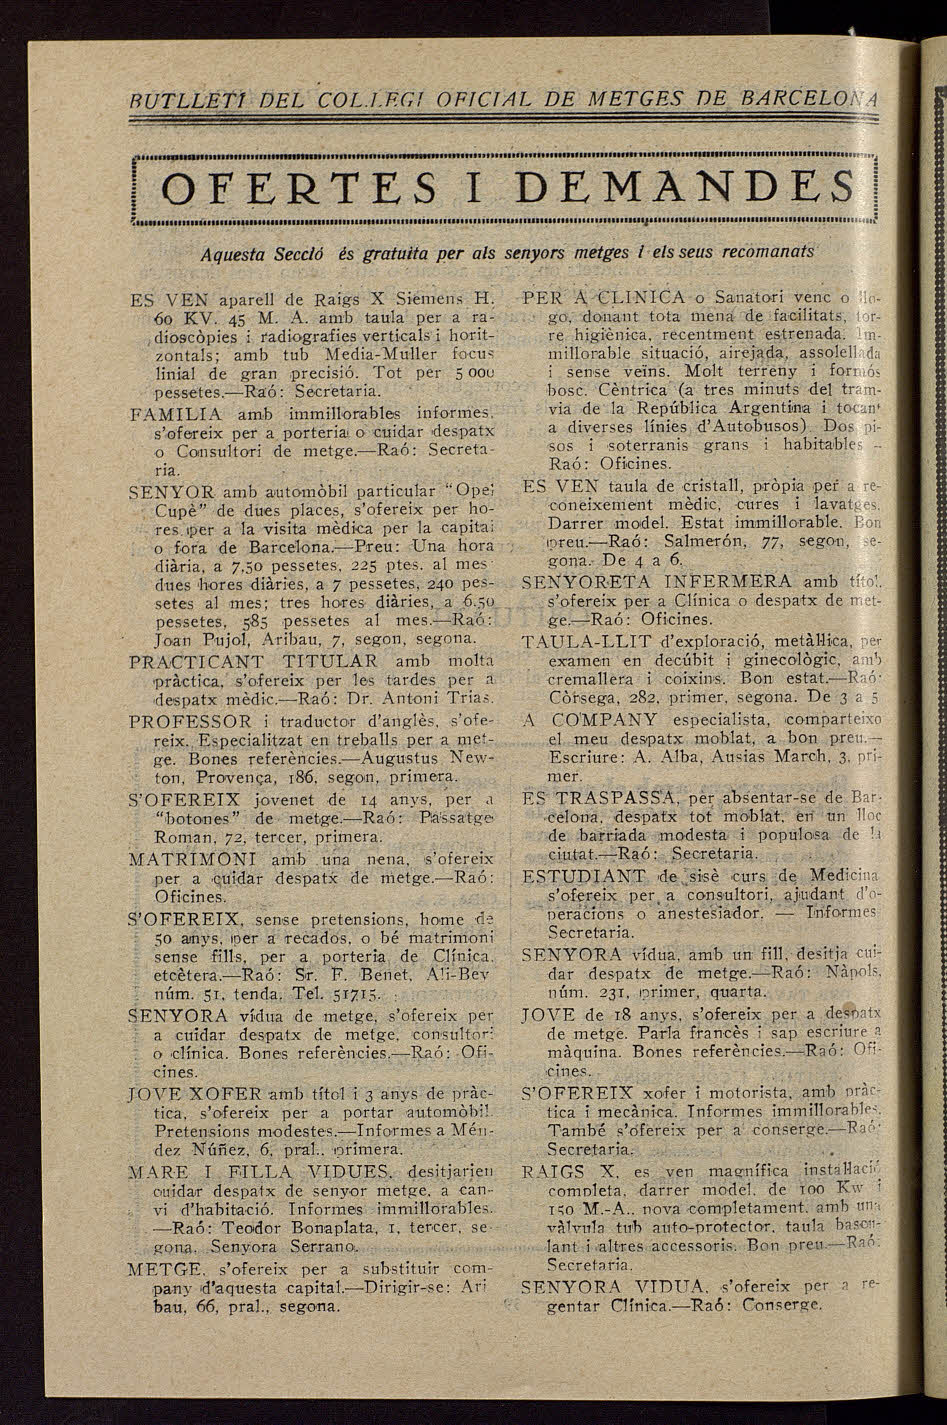 BUTLLETÍ DEL COL.LEGI OFICIAL DE METGES DE BARCELONA
OFERTES I DEMANDES
Aquesta Secció és gratuita per als senyors metges i els seus recomanats
ES VEN aparell de Raigs X Siemens H.
60 KV. 45 M. A. amb taula per a ra-
dioscòpies i radiografies verticals i horit-
zontals; amb tub Media-Muller focus
linial de gran precisió. Tot per 5 000
pessetes.—Raó: Secretaria.
FAMILIA amb immillorables informes,
s'ofereix per a porteria o cuidar despatx
o Consultori de metge.—Raó: Secreta-
ria.
SENYOR amb automòbil particular "Opel
Cupè" de dues places, s'ofereix per ho-
res per a la visita mèdica per la capital
o fora de Barcelona.—Preu: Una hora
diària, a 7,50 pessetes, 225 ptes. al mes
dues hores diàries, a 7 pessetes, 240 pes-
setes al mes; tres hores diàries, a 6.50
pessetes, 585 pessetes al mes.—Raó:
Joan Pujol, Aribau, 7, segon, segona.
PRACTICANT TITULAR amb molta
pràctica, s'ofereix per les tardes per a
despatx mèdic.—Raó: Dr. Antoni Trias.
PROFESSOR i traductor d'anglès, s'ofe-
reix. Especialitzat en treballs per a met-
ge. Bones referències.—Augustus New-
ton, Provença, 186, segon, primera.
S'OFEREIX jovenet de 14 anys, per a
"botones" de metge.—Raó: Passatge
Roman, 72, tercer, primera.
MATRIMONI amb una nena, s'ofereix
per a cuidar despatx de metge.—Raó:
Oficines.
S'OFEREIX, sense pretensions, home de
50 anys, per a recados, o bé matrimoni
sense fills, per a porteria de Clínica,
etcètera.—Raó: Sr. F. Benet, Ali-Bey
núm. 51, tenda, Tel. 51715.
SENYORA vídua de metge, s'ofereix per
a cuidar despatx de metge, consultori
o clínica. Bones referències.—Raó: Ofi-
cines.
JOVE XOFER amb títol i 3 anys de pràc-
tica, s'ofereix per a portar automòbil.
Pretensions modestes.—Informes a Mén-
dez Núñez, 6, pral., primera.
MARE I FILLA VIDUES, desitjarien
cuidar despatx de senyor metge, a can-
vi d'habitació. Informes immillorables.
—Raó: Teodor Bonaplata, 1, tercer, se-
gona, Senyora Serrano.
METGE, s'ofereix per a substituir com-
pany d'aquesta capital.—Dirigir-se: Ari
bau, 66, pral., segona.
PER A CLINICA o Sanatori venc o llo-
go, donant tota mena de facilitats, tor-
re higiènica, recentment estrenada. Im-
millorable situació, airejada, assolellada
i sense veïns. Molt terreny i formós
bosc. Cèntrica (a tres minuts del tram-
via de la República Argentina i tocant
a diverses línies d'Autobusos). Dos pi-
sos i soterranis grans i habitables —
Raó: Oficines.
ES VEN taula de cristall, pròpia per a re-
coneixement mèdic, cures i lavatges.
Darrer model. Estat immillorable. Bon
preu.—Raó: Salmerón, 77, segon, se-
gona. De 4 a 6.
SENYORETA INFERMERA amb títol,
s'ofereix per a Clínica o despatx de met-
ge.—Raó: Oficines.
TAULA-LLIT d'exploració, metàl·lica, per
examen en decúbit i ginecològic, amb
cremallera i coixins. Bon estat.—Raó:
Còrsega, 282, primer, segona. De 3 a 5
A COMPANY especialista, comparteixo
el meu despatx moblat, a bon preu.—
Escriure: A. Alba, Ausias March, 3, pri-
mer.
ES TRASPASSA, per absentar-se de Bar-
celona, despatx tot moblat, en un lloc
de barriada modesta i populosa de la
ciutat.—Raó: Secretaria.
ESTUDIANT de sisè curs de Medicina
s'ofereix per a consultori, ajudant d'o-
peracions o anestesiador. — Informes
Secretaria.
SENYORA vídua, amb un fill, desitja cui-
dar despatx de metge.—Raó: Nàpols,
núm. 231, primer, quarta.
JOVE de 18 anys, s'ofereix per a despatx
de metge. Parla francès i sap escriure a
màquina. Bones referències.—Raó: Ofi-
cines.
S'OFEREIX xofer i motorista, amb pràc-
tica i mecànica. Informes immillorables.
També s'ofereix per a conserge.—Raó:
Secretaria.
RAIGS X, es ven magnífica instal·lació
completa, darrer model, de 100 Kw i
150 M.-A., nova completament, amb una
vàlvula tub auto-protector, taula bascu-
lant i altres accessoris. Bon preu.—Raó:
Secretaria.
SENYORA VIDUA, s'ofereix per a re-
gentar Clínica.—Raó: Conserge.